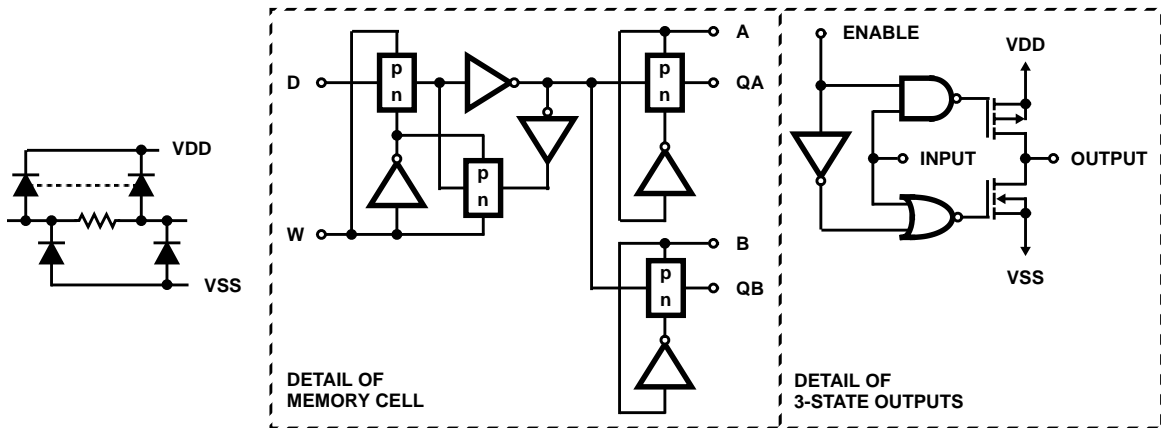 VDD
VSS
D
W
p
n
p
n
A
p
n
QA
B
p
n
QB
DETAIL OF
MEMORY CELL
ENABLE
VDD
INPUT
OUTPUT
VSS
DETAIL OF
3-STATE OUTPUTS